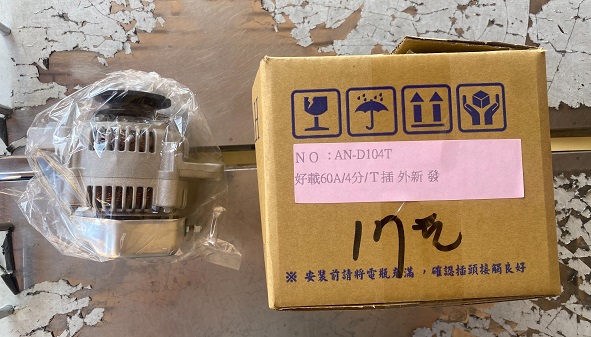 NO:AN-D104T
好載60A/4分/T插 外新 發
※ 安裝前請將電瓶充滿，確認插頭接觸良好